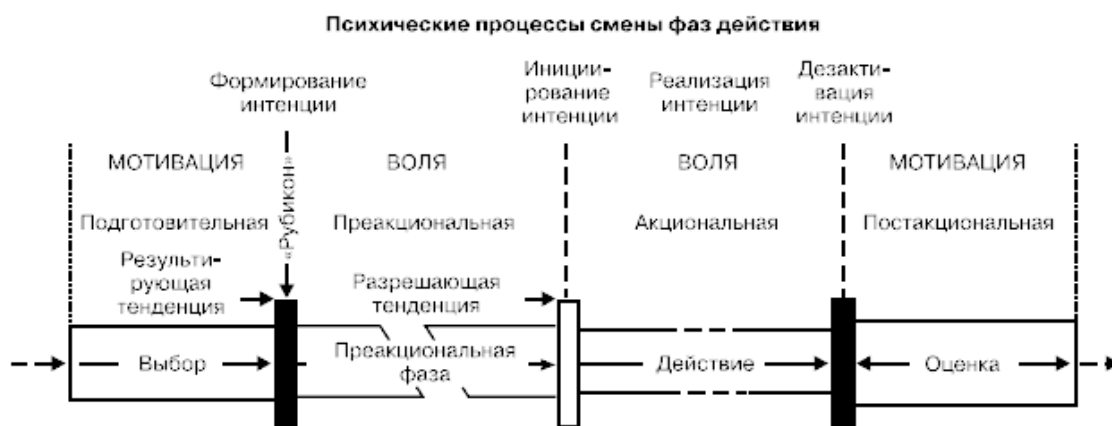 Психические процессы смены фаз действия
Формирование
интенции
Иниции-
рование
интенции
Реализация
интенции
Дезакти-
вация
интенции
МОТИВАЦИЯ
ВОЛЯ
ВОЛЯ
МОТИВАЦИЯ
«Рубикон»
Подготовительная
Преакциональная
Акциональная
Постакциональная
Результи-
рующая
тенденция
Разрешающая
тенденция
Выбор
Преакциональная
фаза
Действие
Оценка